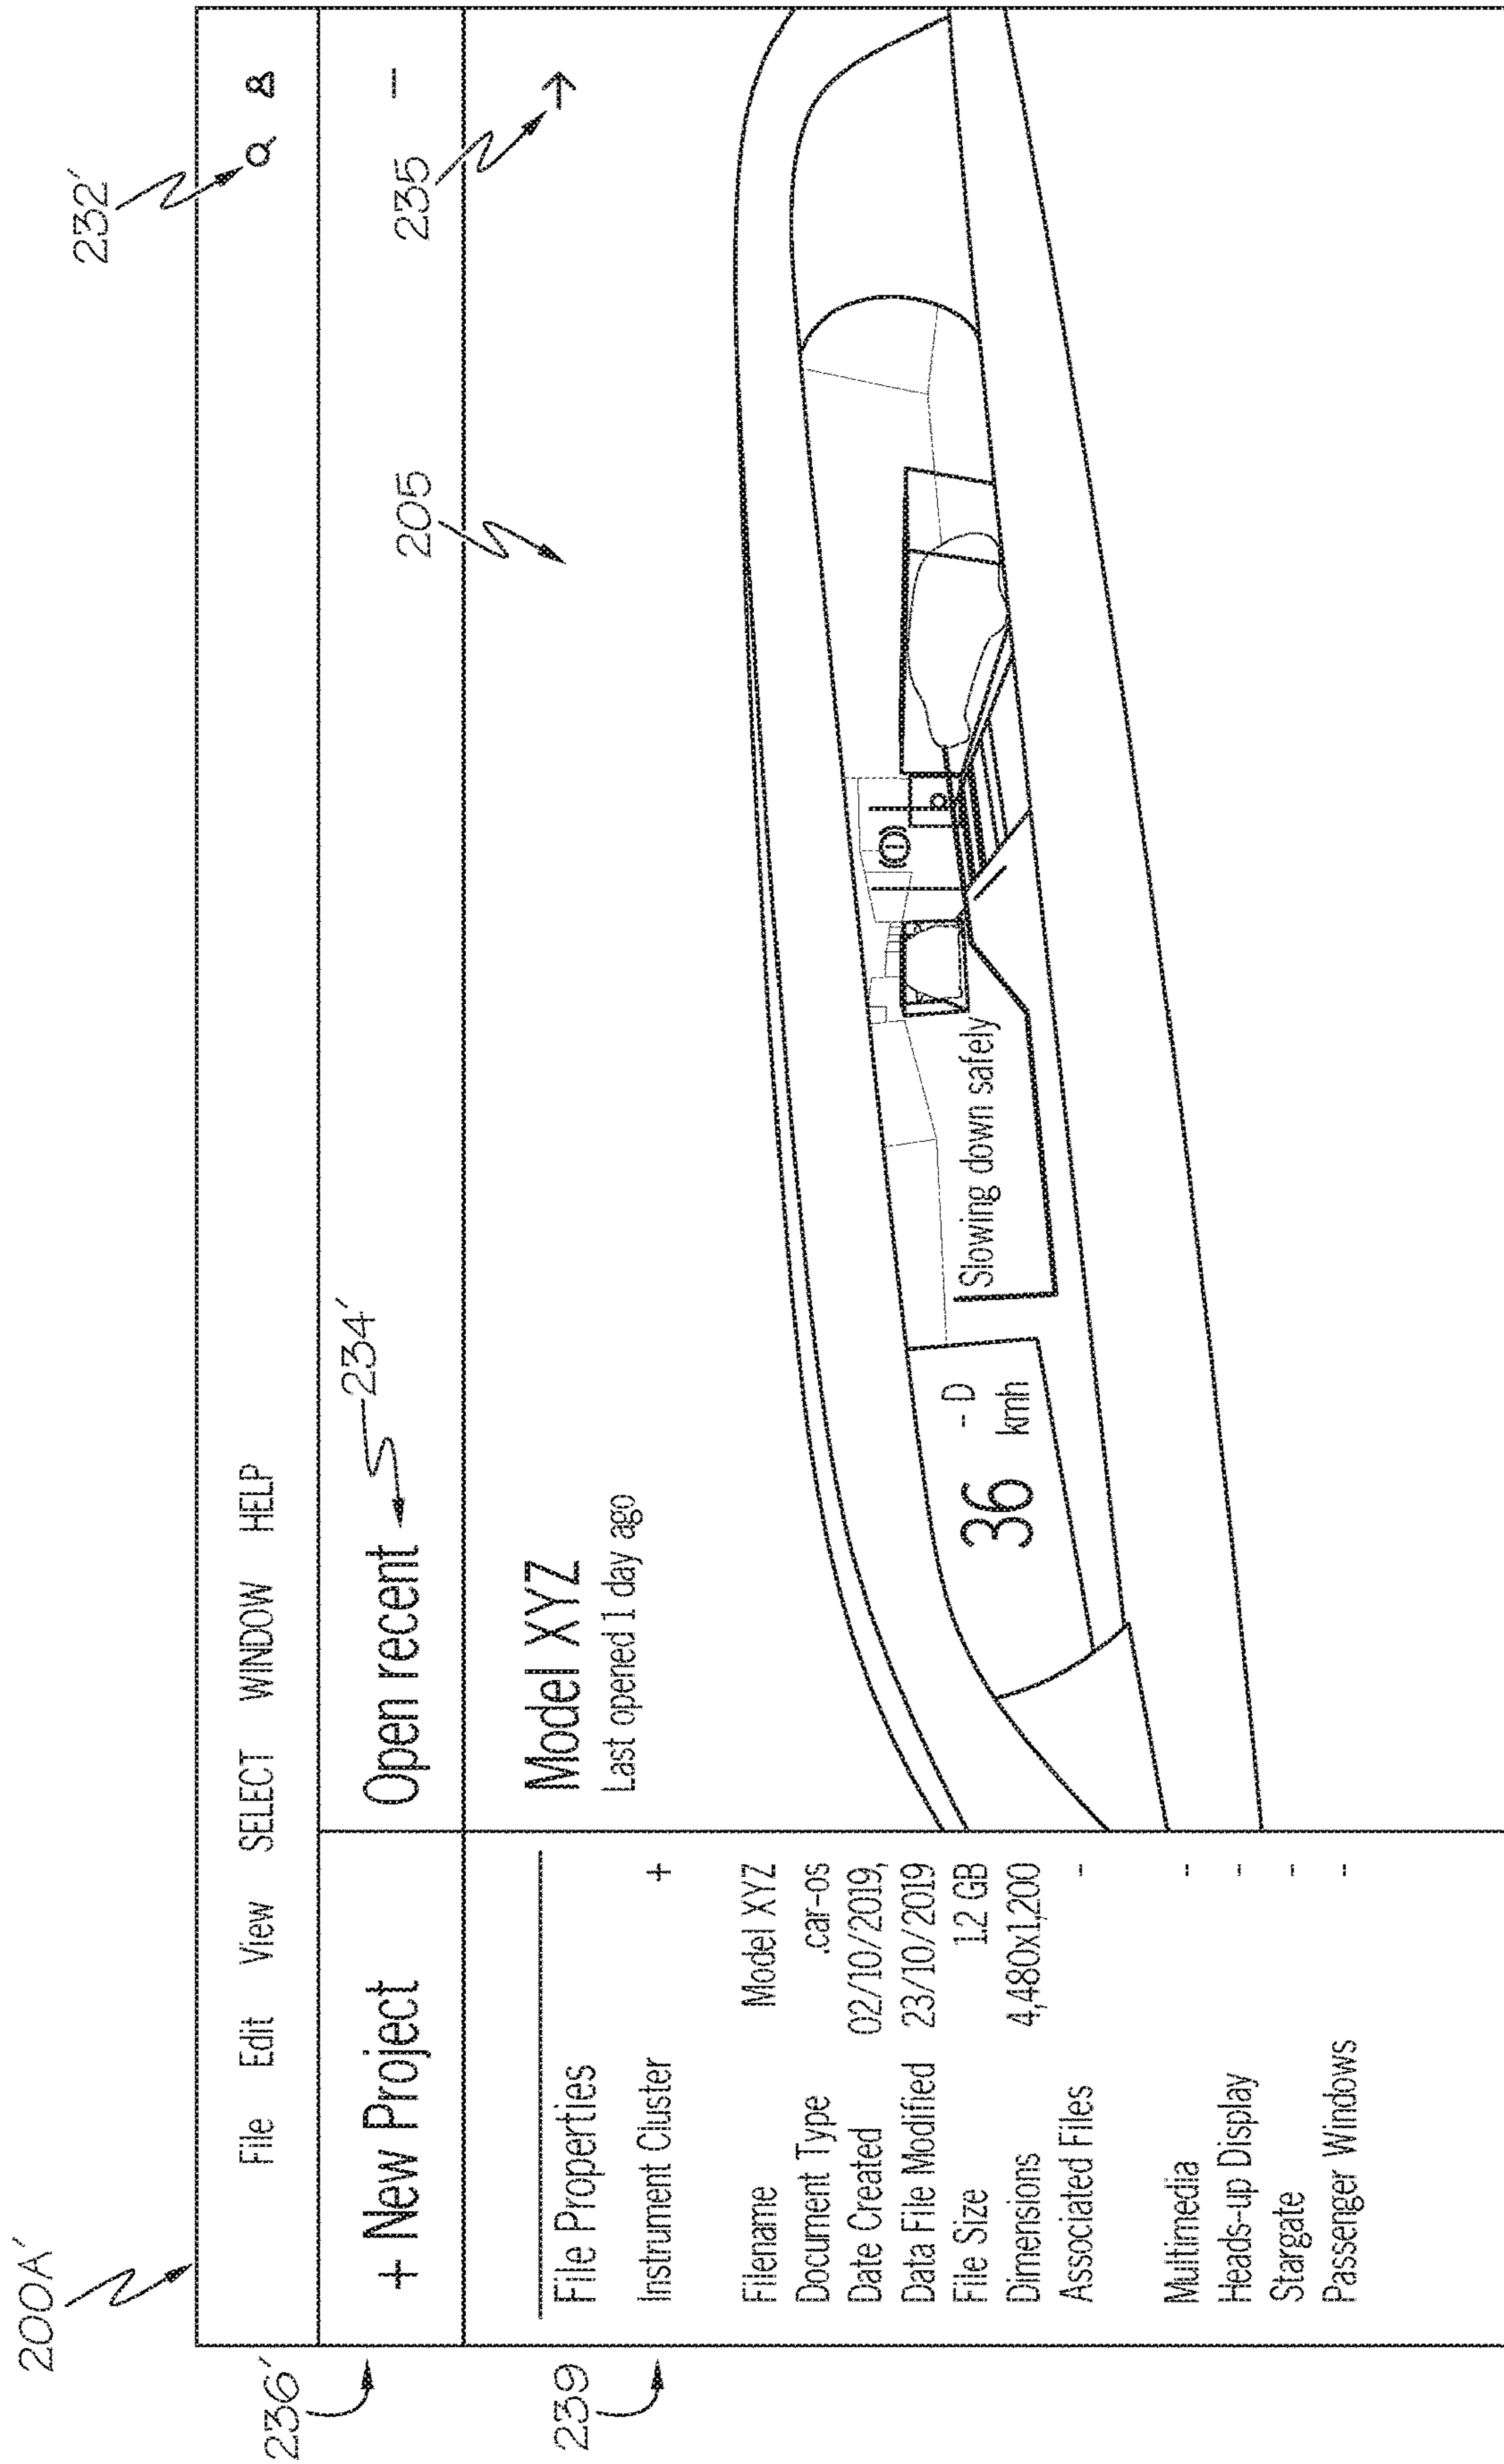 200A′
232′
File Edit View SELECT WINDOW HELP
236′
+ New Project
Open recent
234′
–
205
235
239
File Properties
Instrument Cluster +
Model XYZ
Last opened 1 day ago
Filename Model XYZ
Document Type .car-os
Date Created 02/10/2019,
Data File Modified 23/10/2019
File Size 1.2 GB
Dimensions 4,480x1,200
Associated Files -
Multimedia -
Heads-up Display -
Stargate -
Passenger Windows -
36 -- D
kmh
Slowing down safely